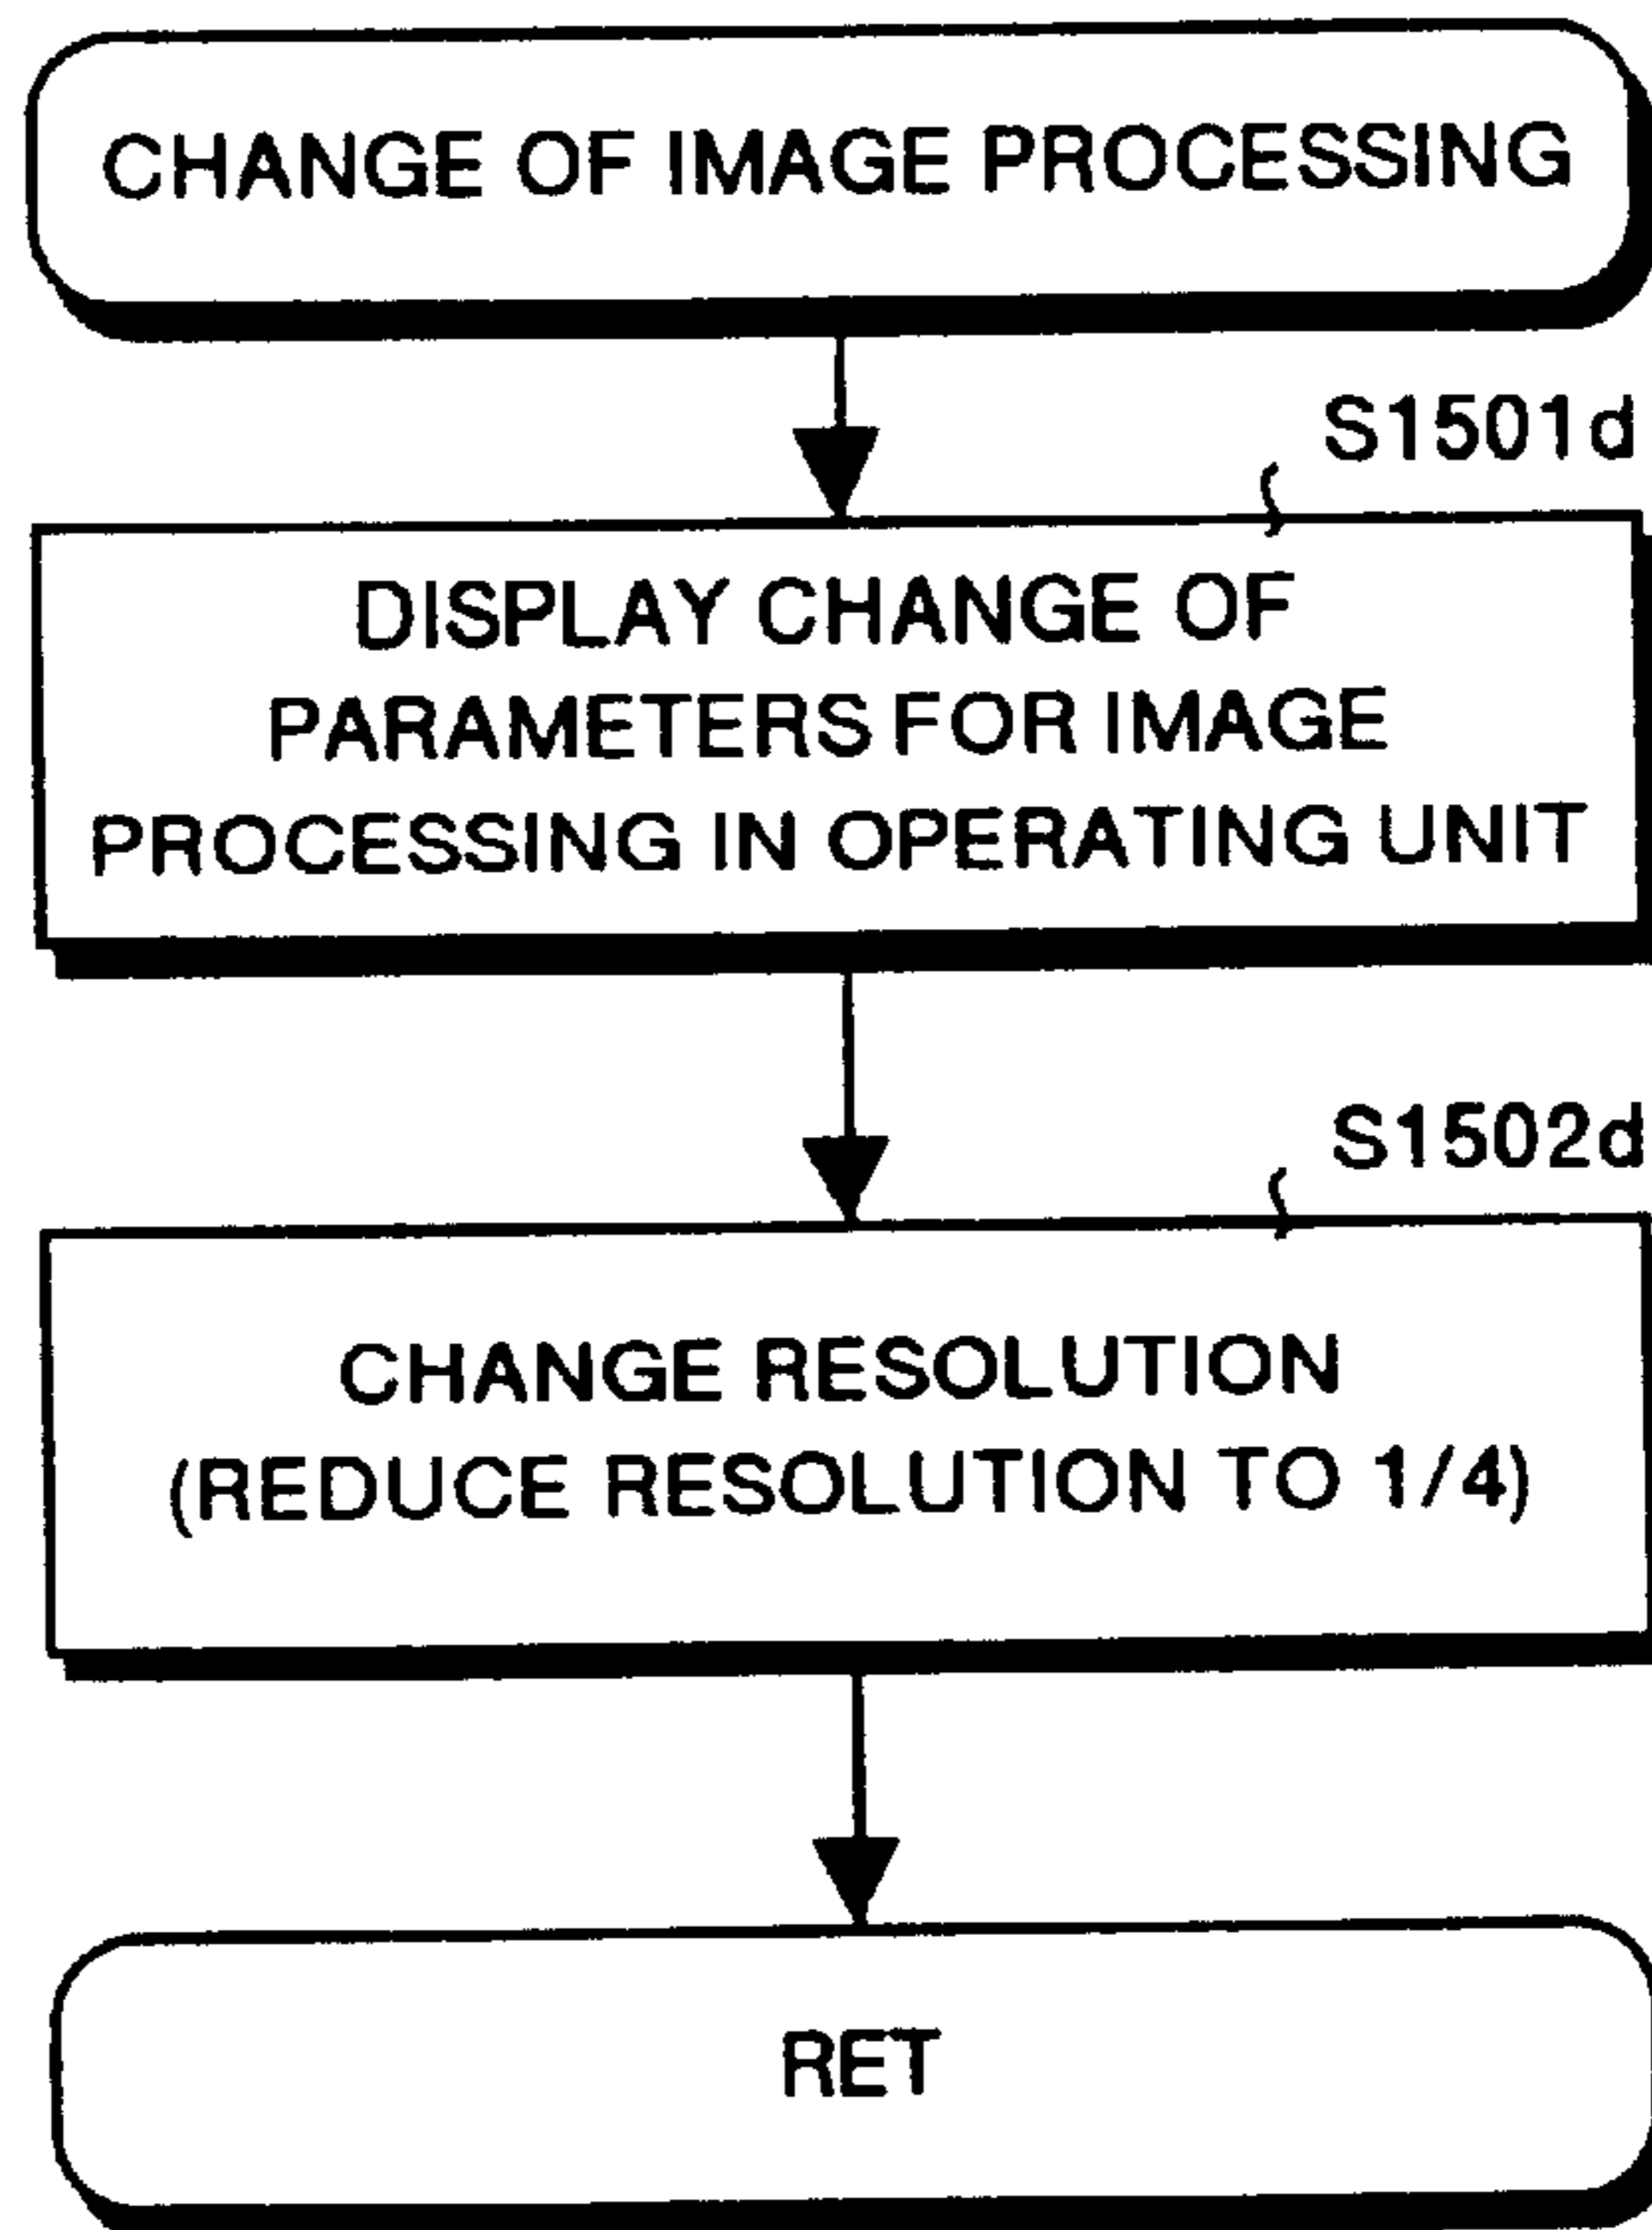 CHANGE OF IMAGE PROCESSING
S1501d
DISPLAY CHANGE OF
PARAMETERS FOR IMAGE
PROCESSING IN OPERATING UNIT
S1502d
CHANGE RESOLUTION
(REDUCE RESOLUTION TO 1/4)
RET